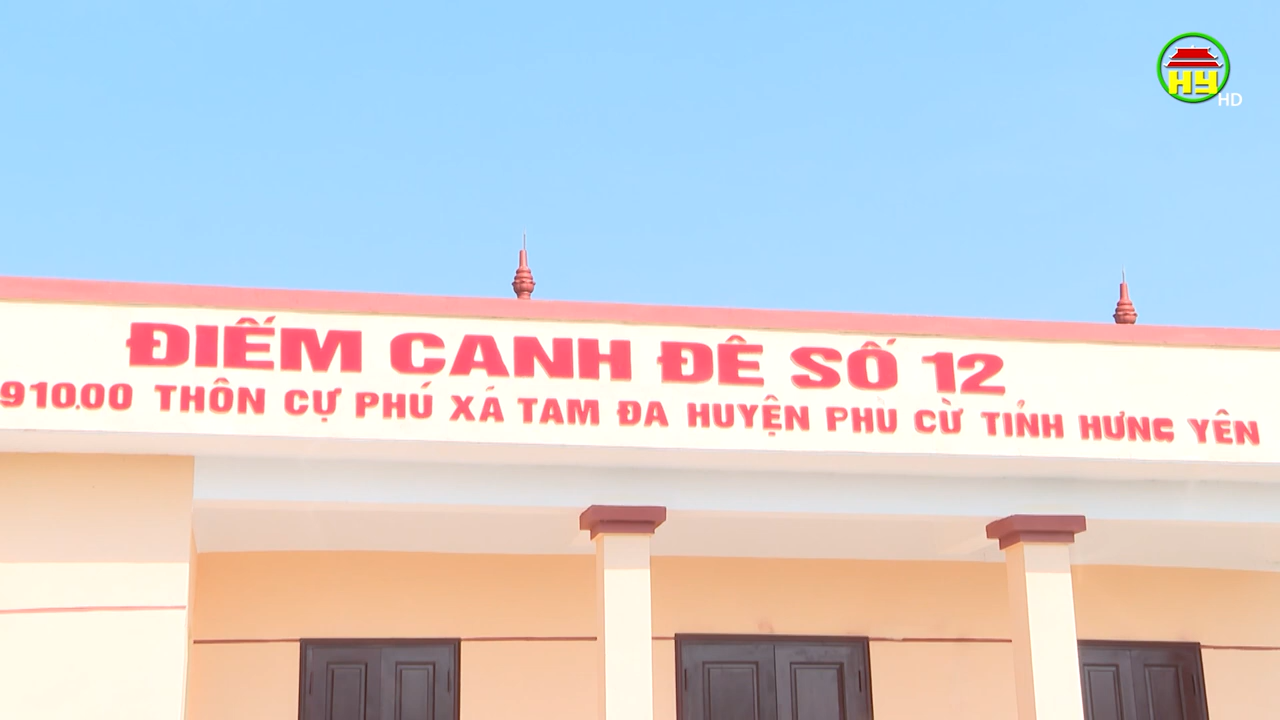 ĐIẾM CANH ĐÊ SỐ 12
910.00 THÔN CỰ PHÚ XÃ TAM ĐA HUYỆN PHÙ CỪ TỈNH HƯNG YÊN
HY
HD